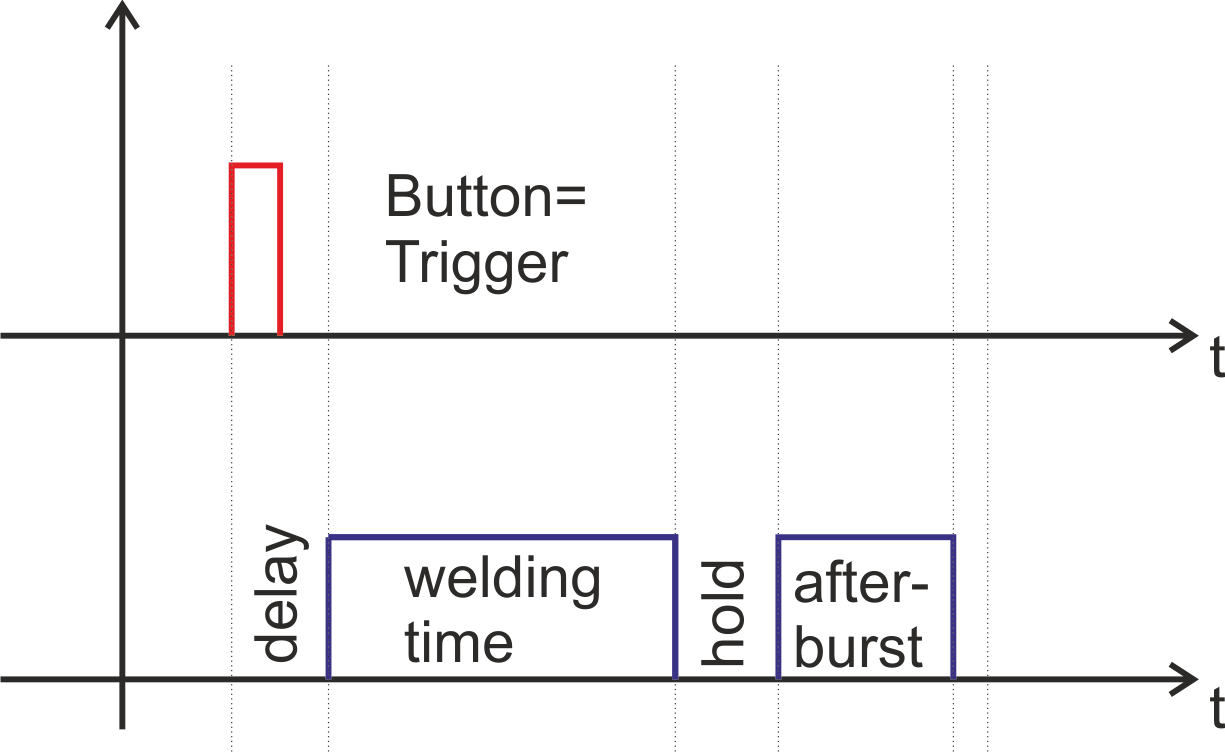 Button=
Trigger
t
delay
welding
time
hold
after-
burst
t